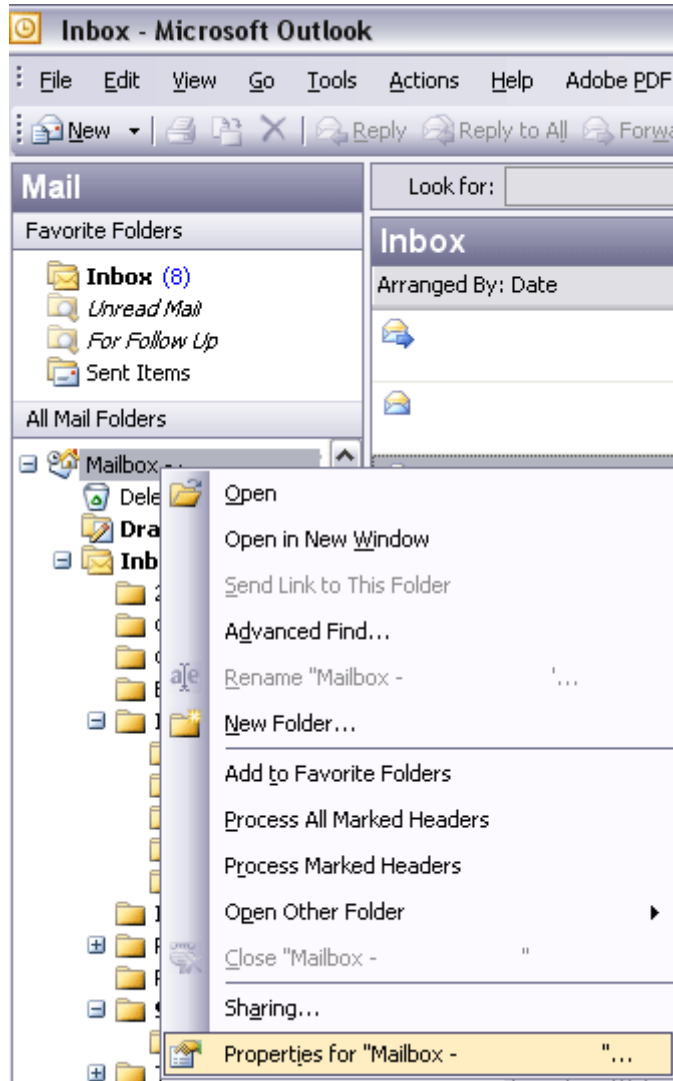 Inbox - Microsoft Outlook
File Edit View Go Tools Actions Help Adobe PDF
New Reply Reply to All
Mail
Look for:
Favorite Folders
Inbox
Inbox (8)
Arranged By: Date
Unread Mail
For Follow Up
Sent Items
All Mail Folders
Mailbox -
Open
Open in New Window
Send Link to This Folder
Advanced Find...
Rename "Mailbox - '...
New Folder...
Add to Favorite Folders
Process All Marked Headers
Process Marked Headers
Open Other Folder
Close "Mailbox - "
Sharing...
Properties for "Mailbox - "...